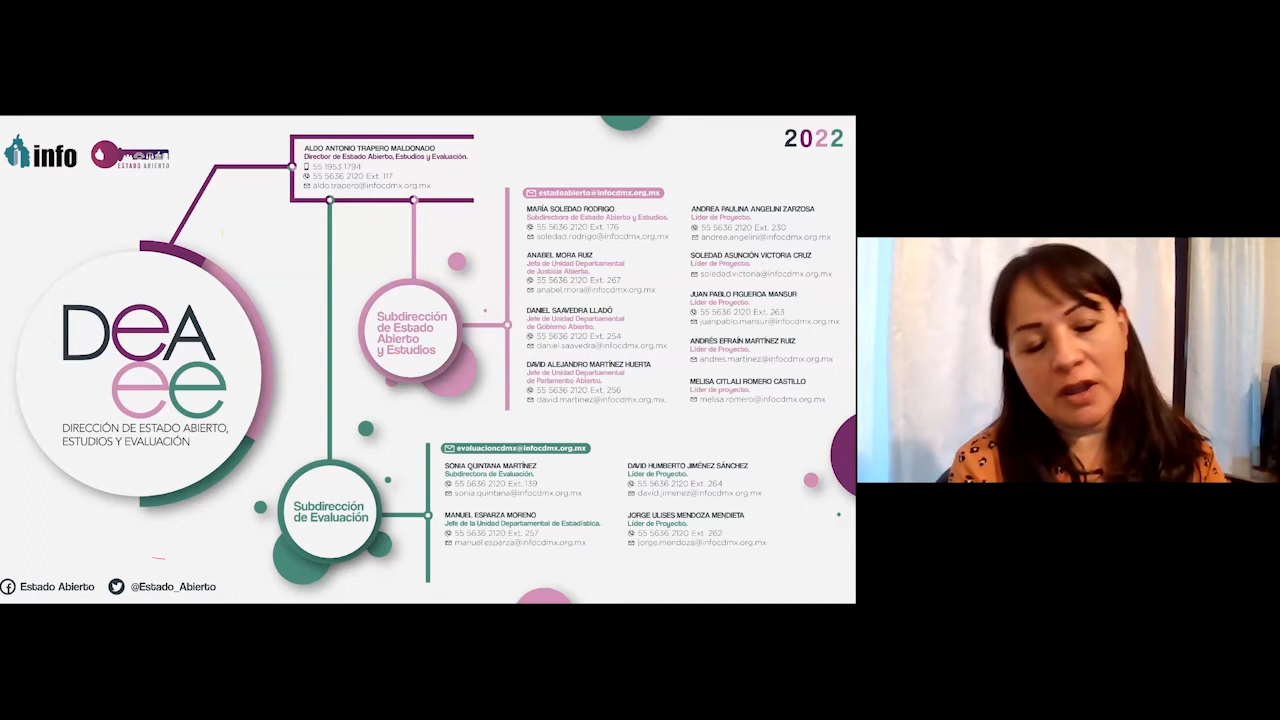 info
ESTADO ABIERTO
2022
ALDO ANTONIO TRAPERO MALDONADO
Director de Estado Abierto, Estudios y Evaluación.
55 1953 1794
55 5636 2120 Ext. 117
aldo.trapero@infocdmx.org.mx
estadoabierto@infocdmx.org.mx
MARÍA SOLEDAD RODRIGO
Subdirectora de Estado Abierto y Estudios.
55 5636 2120 Ext. 176
soledad.rodrigo@infocdmx.org.mx
ANABEL MORA RUIZ
Jefa de Unidad Departamental
de Justicia Abierto.
55 5636 2120 Ext. 267
anabel.mora@infocdmx.org.mx
DANIEL SAAVEDRA LLADÓ
Jefe de Unidad Departamental
de Gobierno Abierto.
55 5636 2120 Ext. 254
daniel.saavedra@infocdmx.org.mx
DAVID ALEJANDRO MARTÍNEZ HUERTA
Jefe de Unidad Departamental
de Parlamento Abierto.
55 5636 2120 Ext. 256
david.martinez@infocdmx.org.mx
ANDREA PAULINA ANGELINI ZARZOSA
Líder de Proyecto.
55 5636 2120 Ext. 230
andrea.angelini@infocdmx.org.mx
SOLEDAD ASUNCIÓN VICTORIA CRUZ
Líder de Proyecto.
soledad.victoria@infocdmx.org.mx
JUAN PABLO FIGUEROA MANSUR
Líder de Proyecto.
55 5636 2120 Ext. 263
juanpablo.mansur@infocdmx.org.mx
ANDRÉS EFRAÍN MARTÍNEZ RUIZ
Líder de Proyecto.
andres.martinez@infocdmx.org.mx
MELISA CITLALI ROMERO CASTILLO
Líder de proyecto.
melisa.romero@infocdmx.org.mx
Subdirección
de Estado
Abierto
y Estudios
DeA
ee
DIRECCIÓN DE ESTADO ABIERTO,
ESTUDIOS Y EVALUACIÓN
evaluacioncdmx@infocdmx.org.mx
SONIA QUINTANA MARTÍNEZ
Subdirectora de Evaluación.
55 5636 2120 Ext. 139
sonia.quintana@infocdmx.org.mx
MANUEL ESPARZA MORENO
Jefe de la Unidad Departamental de Estadística.
55 5636 2120 Ext. 257
manuel.esparza@infocdmx.org.mx
DAVID HUMBERTO JIMÉNEZ SÁNCHEZ
Líder de Proyecto.
55 5636 2120 Ext. 264
david.jimenez@infocdmx.org.mx
JORGE ULISES MENDOZA MENDIETA
Líder de Proyecto.
55 5636 2120 Ext. 262
jorge.mendoza@infocdmx.org.mx
Subdirección
de Evaluación
Estado Abierto
@Estado_Abierto